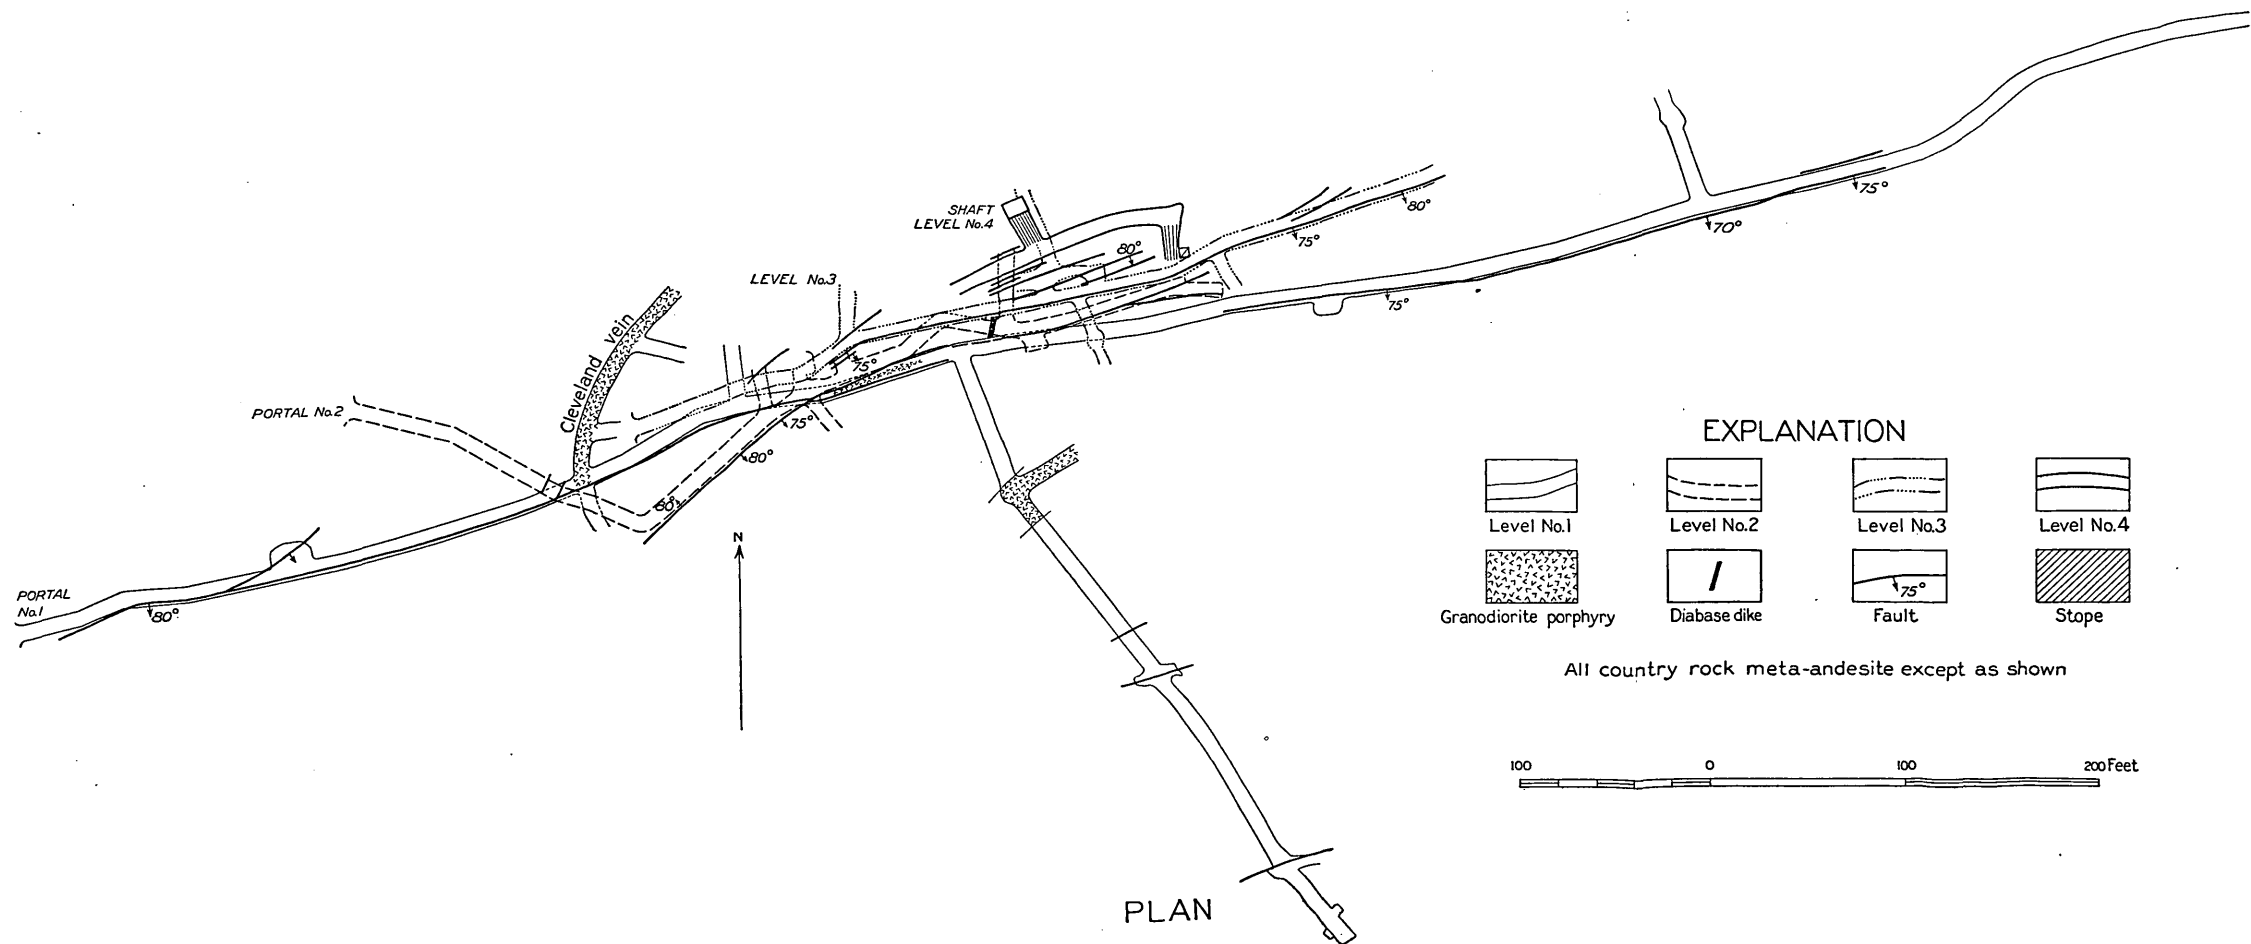 SHAFT
LEVEL No.4
80°
75°
80°
75°
70°
75°
LEVEL No.3
Cleveland vein
75°
PORTAL No.2
75°
80°
80°
N
PORTAL
No.1
80°
EXPLANATION
Level No.1
Level No.2
Level No.3
Level No.4
Granodiorite porphyry
Diabase dike
75°
Fault
Stope
All country rock meta-andesite except as shown
100 0 100 200 Feet
PLAN